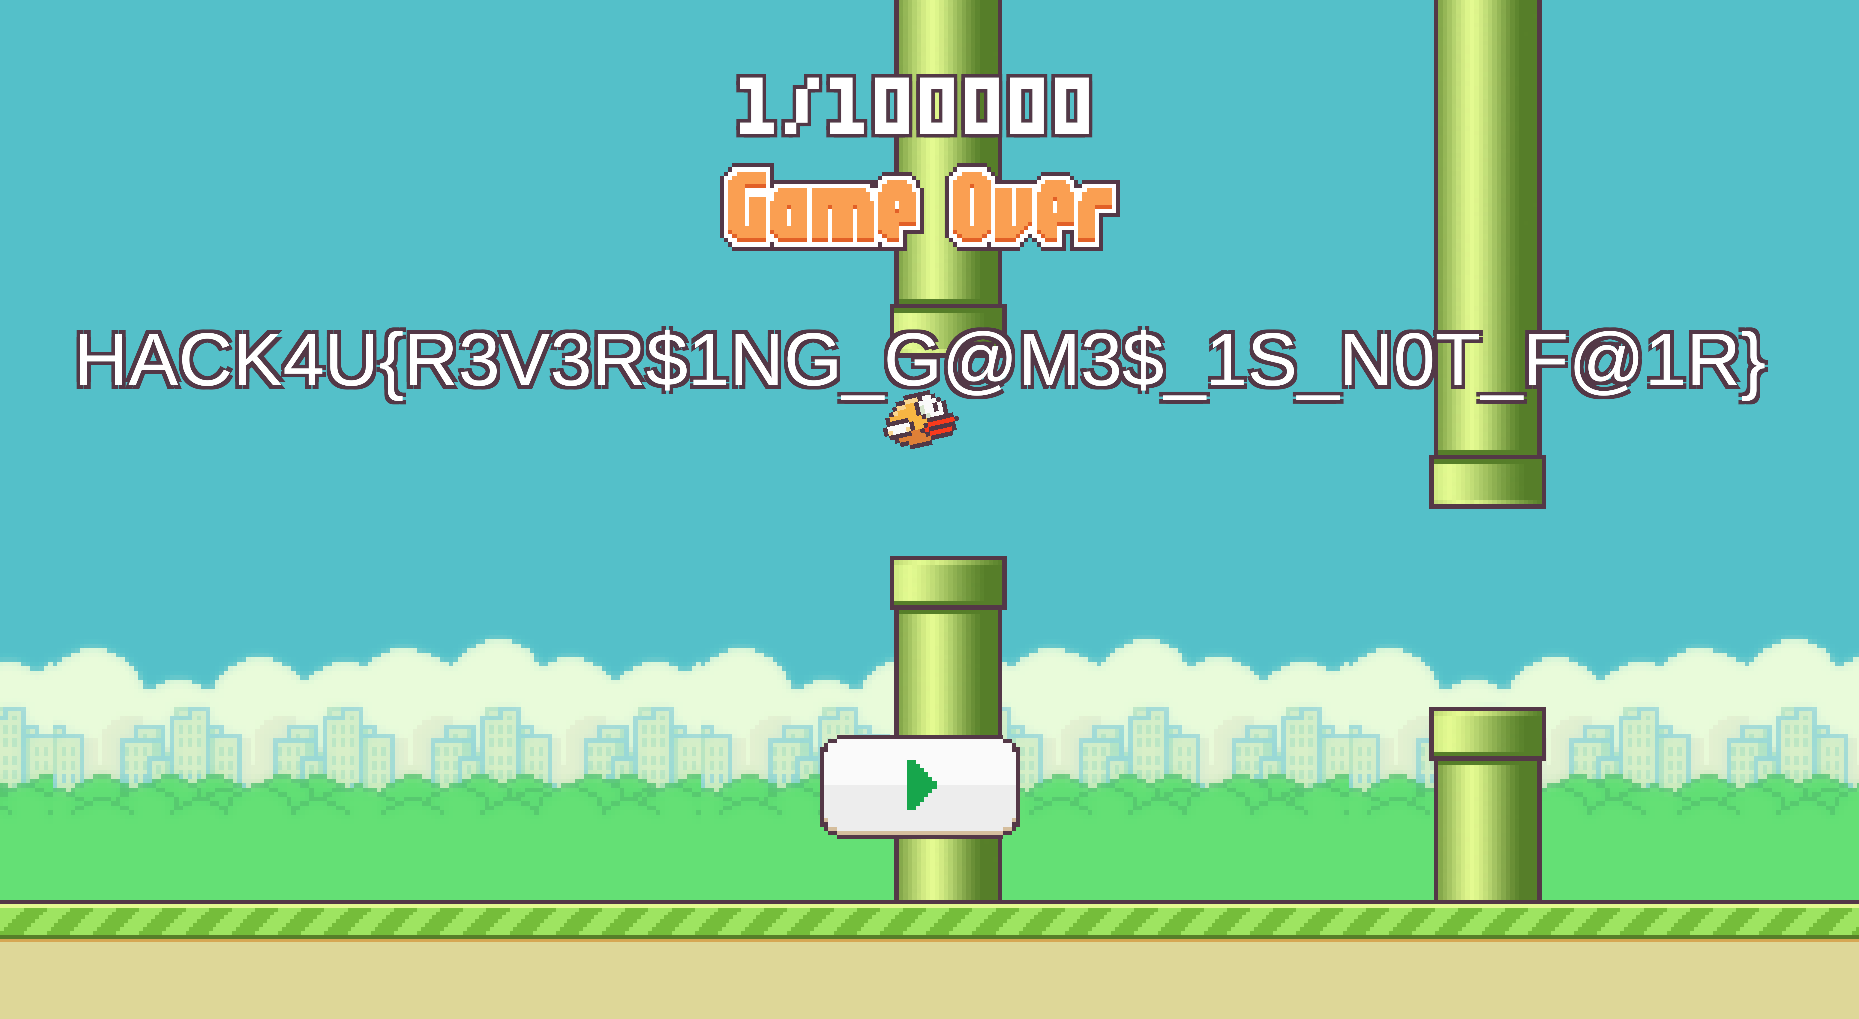 1/100000
Game Over
HACK4U{R3V3R$1NG_G@M3$_1S_N0T_F@1R}